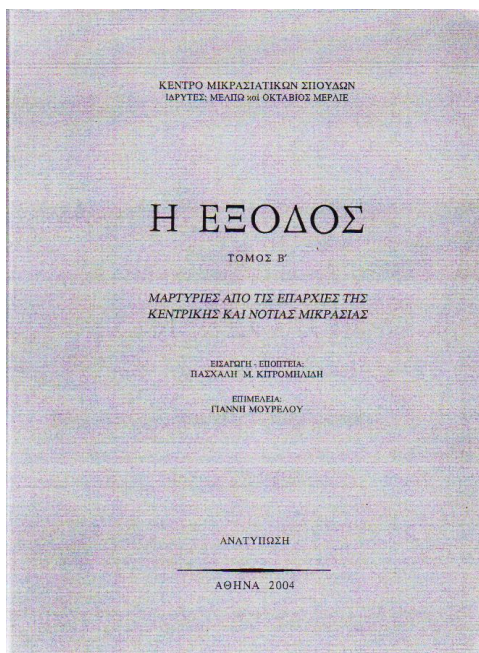 ΚΕΝΤΡΟ ΜΙΚΡΑΣΙΑΤΙΚΩΝ ΣΠΟΥΔΩΝ
ΙΔΡΥΤΕΣ: ΜΕΛΠΩ καί ΟΚΤΑΒΙΟΣ ΜΕΡΛΙΕ
Η ΕΞΟΔΟΣ
ΤΟΜΟΣ Β'
ΜΑΡΤΥΡΙΕΣ ΑΠΟ ΤΙΣ ΕΠΑΡΧΙΕΣ ΤΗΣ
ΚΕΝΤΡΙΚΗΣ ΚΑΙ ΝΟΤΙΑΣ ΜΙΚΡΑΣΙΑΣ
ΕΙΣΑΓΩΓΗ - ΕΠΟΠΤΕΙΑ:
ΠΑΣΧΑΛΗ Μ. ΚΙΤΡΟΜΗΛΙΔΗ
ΕΠΙΜΕΛΕΙΑ:
ΓΙΑΝΝΗ ΜΟΥΡΕΛΟΥ
ΑΝΑΤΥΠΩΣΗ
ΑΘΗΝΑ 2004